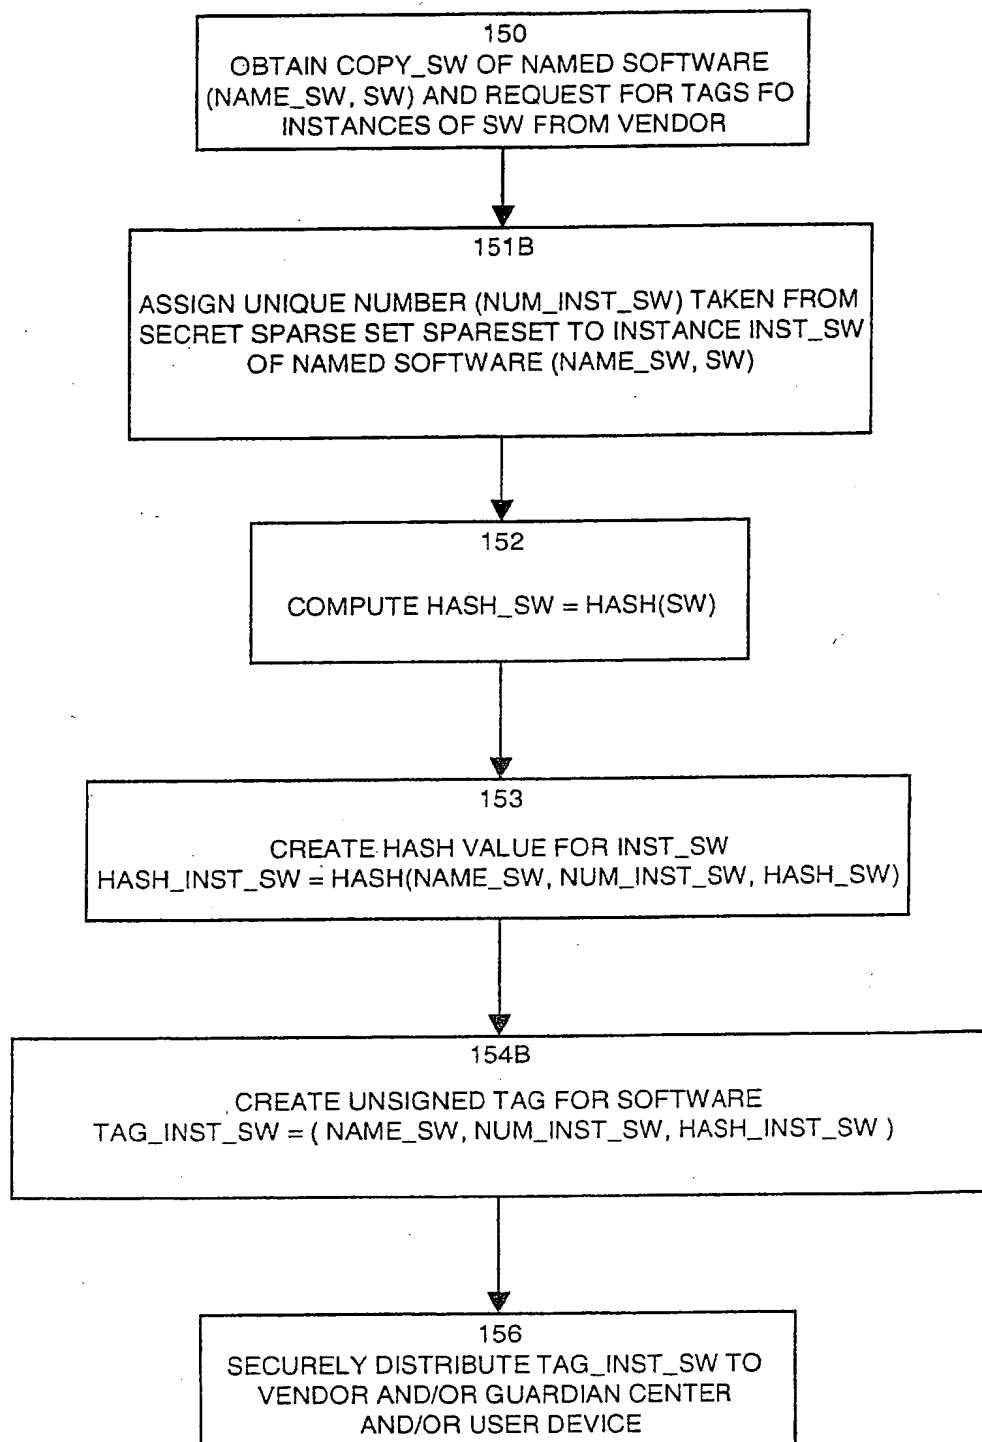 150
OBTAIN COPY_SW OF NAMED SOFTWARE
(NAME_SW, SW) AND REQUEST FOR TAGS FO
INSTANCES OF SW FROM VENDOR
151B
ASSIGN UNIQUE NUMBER (NUM_INST_SW) TAKEN FROM
SECRET SPARSE SET SPARESET TO INSTANCE INST_SW
OF NAMED SOFTWARE (NAME_SW, SW)
152
COMPUTE HASH_SW = HASH(SW)
153
CREATE HASH VALUE FOR INST_SW
HASH_INST_SW = HASH(NAME_SW, NUM_INST_SW, HASH_SW)
154B
CREATE UNSIGNED TAG FOR SOFTWARE
TAG_INST_SW = ( NAME_SW, NUM_INST_SW, HASH_INST_SW )
156
SECURELY DISTRIBUTE TAG_INST_SW TO
VENDOR AND/OR GUARDIAN CENTER
AND/OR USER DEVICE